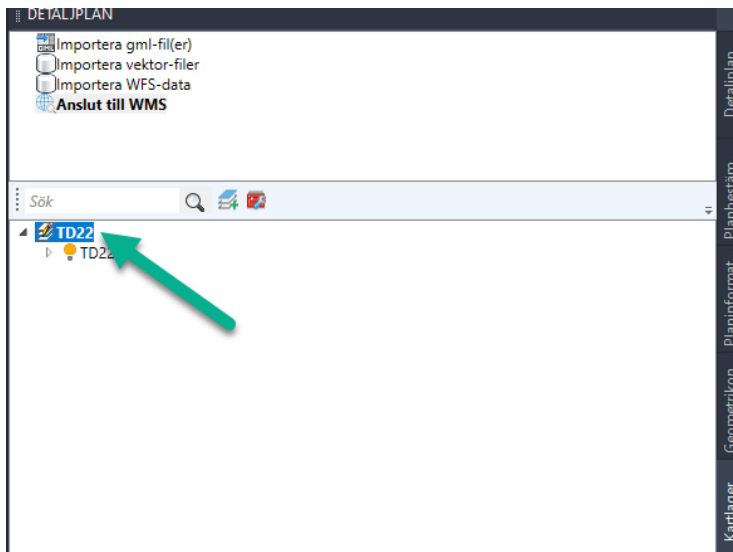 DETALJPLAN
Importera gml-fil(er)
Importera vektor-filer
Importera WFS-data
Anslut till WMS
Sök
TD22
TD22
Detaljplan
Planbestäm
Planinformat
Geometrikon
Kartlager